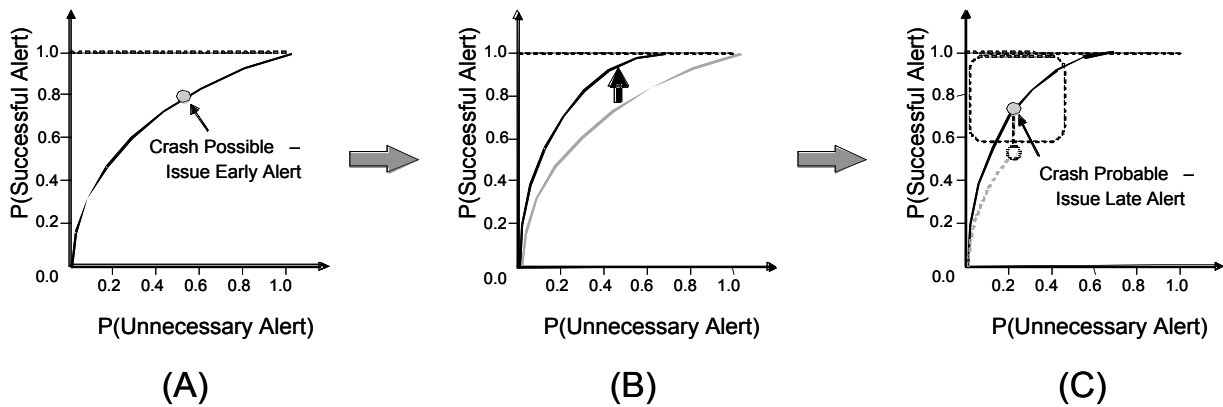 P(Successful Alert)
1.0
0.8
0.6
0.4
0.2
0.0
0.2 0.4 0.6 0.8 1.0
Crash Possible –
Issue Early Alert
P(Unnecessary Alert)
(A)
P(Successful Alert)
1.0
0.8
0.6
0.4
0.2
0.0
0.2 0.4 0.6 0.8 1.0
P(Unnecessary Alert)
(B)
P(Successful Alert)
1.0
0.8
0.6
0.4
0.2
0.0
0.2 0.4 0.6 0.8 1.0
Crash Probable –
Issue Late Alert
P(Unnecessary Alert)
(C)